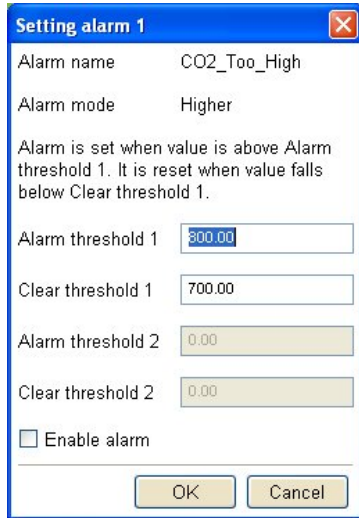 Setting alarm 1
Alarm name CO2_Too_High
Alarm mode Higher
Alarm is set when value is above Alarm
threshold 1. It is reset when value falls
below Clear threshold 1.
Alarm threshold 1 800.00
Clear threshold 1 700.00
Alarm threshold 2 0.00
Clear threshold 2 0.00
Enable alarm
OK Cancel